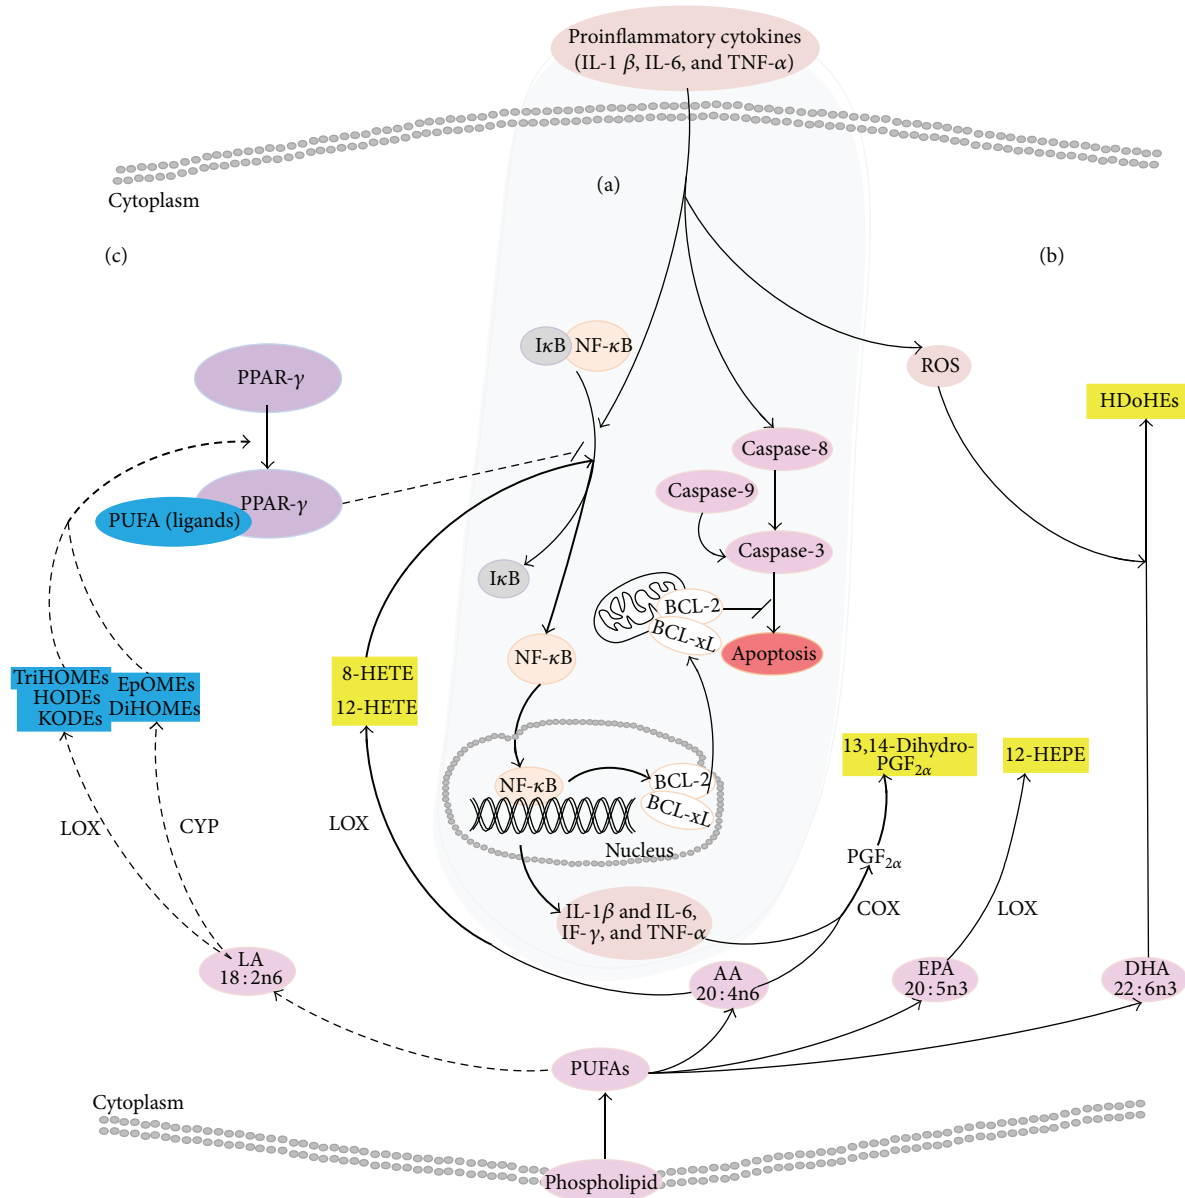 Proinflammatory cytokines
(IL-1 β, IL-6, and TNF-α)
Cytoplasm
(a)
(c)
(b)
IκB
NF-κB
ROS
PPAR-γ
HDoHEs
Caspase-8
Caspase-9
PPAR-γ
PUFA (ligands)
Caspase-3
IκB
BCL-2
BCL-xL
NF-κB
Apoptosis
8-HETE
12-HETE
TriHOMEs
HODEs
KODEs
EpOMEs
DiHOMEs
13,14-Dihydro-
PGF2α
12-HEPE
NF-κB
BCL-2
BCL-xL
LOX
CYP
LOX
Nucleus
PGF2α
COX
LOX
IL-1β and IL-6,
IF-γ, and TNF-α
LA
18:2n6
AA
20:4n6
EPA
20:5n3
DHA
22:6n3
PUFAs
Cytoplasm
Phospholipid